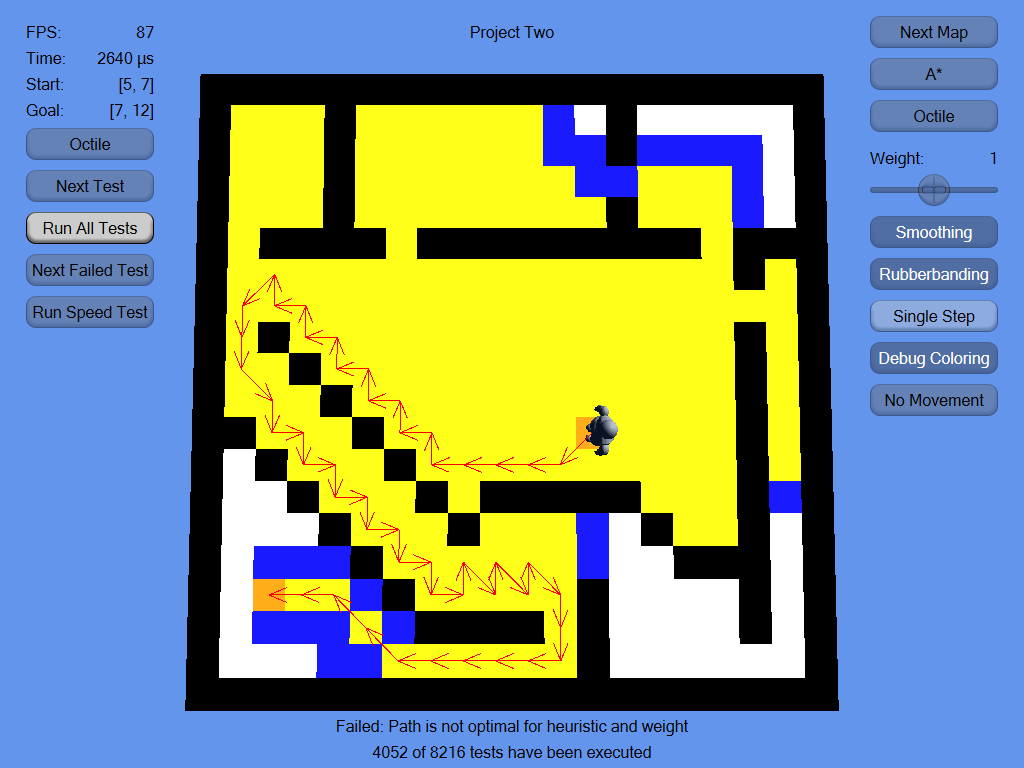 FPS: 87
Time: 2640 µs
Start: [5, 7]
Goal: [7, 12]
Octile
Next Test
Run All Tests
Next Failed Test
Run Speed Test
Project Two
Next Map
A*
Octile
Weight: 1
Smoothing
Rubberbanding
Single Step
Debug Coloring
No Movement
Failed: Path is not optimal for heuristic and weight
4052 of 8216 tests have been executed